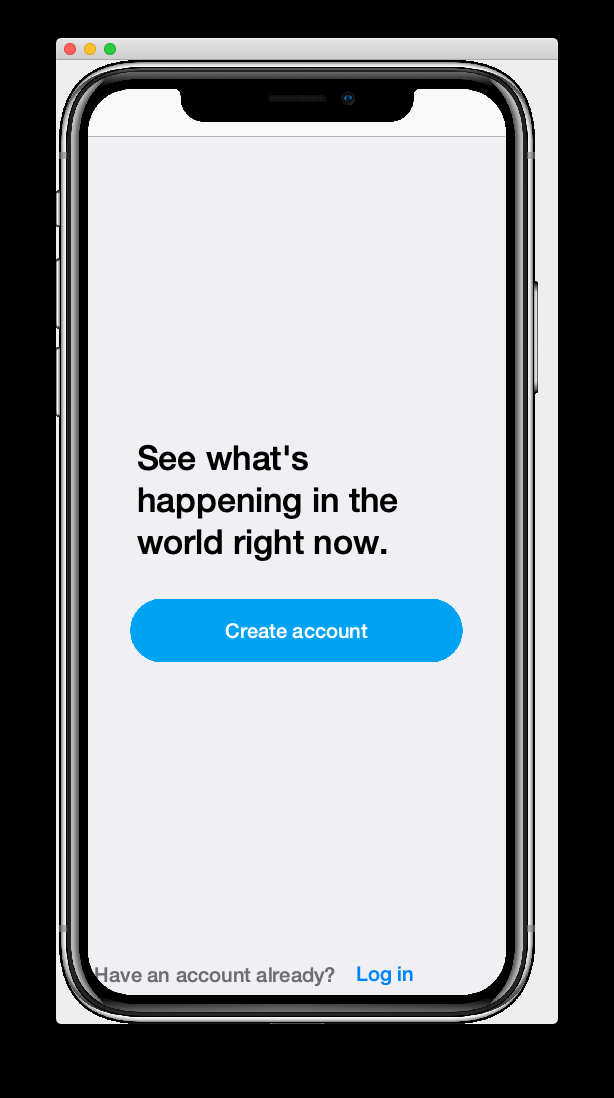 See what's
happening in the
world right now.
Create account
Have an account already? Log in